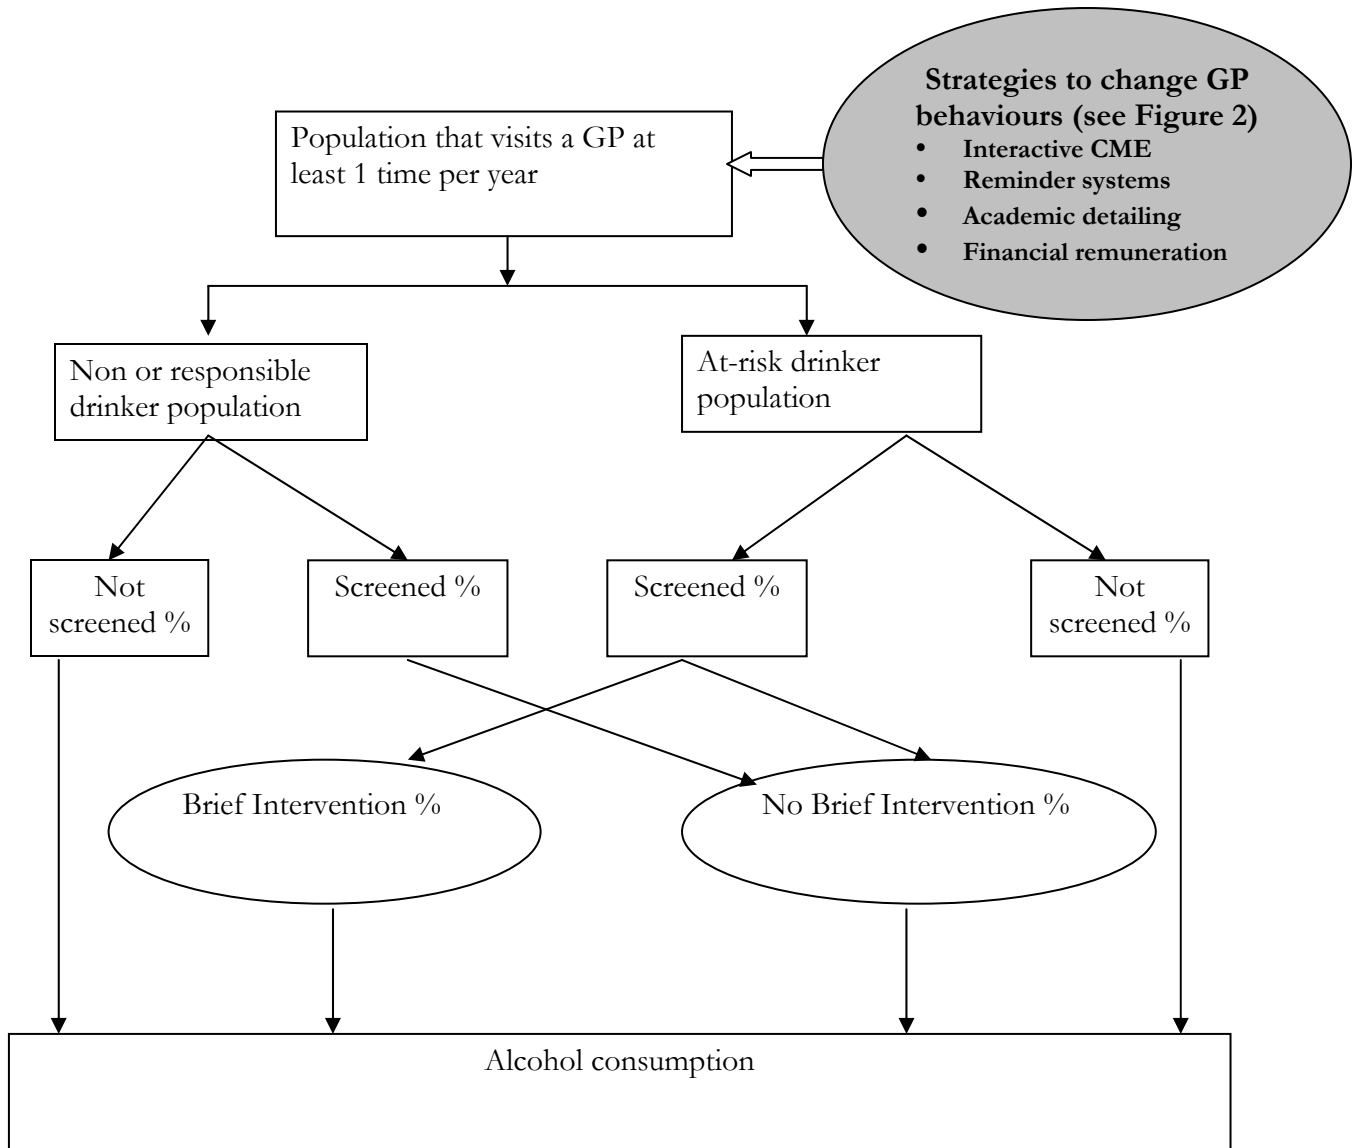 Strategies to change GP
behaviours (see Figure 2)
• Interactive CME
• Reminder systems
• Academic detailing
• Financial remuneration
Population that visits a GP at
least 1 time per year
Non or responsible
drinker population
At-risk drinker
population
Not
screened %
Screened %
Screened %
Not
screened %
Brief Intervention %
No Brief Intervention %
Alcohol consumption